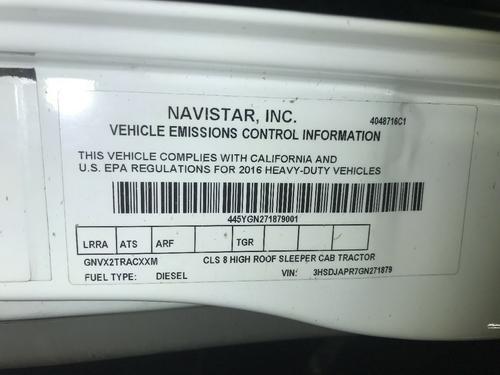 NAVISTAR, INC.
4048716C1
VEHICLE EMISSIONS CONTROL INFORMATION
THIS VEHICLE COMPLIES WITH CALIFORNIA AND
U.S. EPA REGULATIONS FOR 2016 HEAVY-DUTY VEHICLES
445YGN271879001
LRRA ATS ARF TGR
GNVX2TRACXXM CLS 8 HIGH ROOF SLEEPER CAB TRACTOR
FUEL TYPE: DIESEL VIN: 3HSDJAPR7GN271879